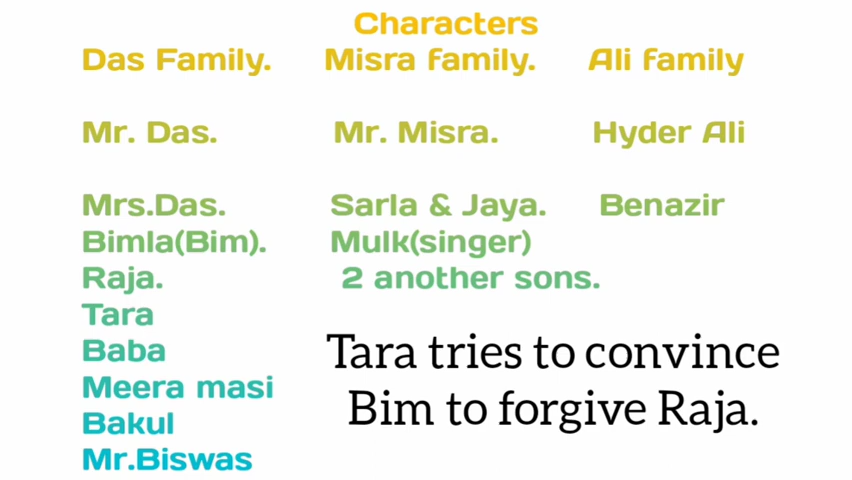 Characters
Das Family. Misra family. Ali family
Mr. Das. Mr. Misra. Hyder Ali
Mrs.Das. Sarla & Jaya. Benazir
Bimla(Bim). Mulk(singer)
Raja. 2 another sons.
Tara
Baba
Meera masi
Bakul
Mr.Biswas
Tara tries to convince
Bim to forgive Raja.